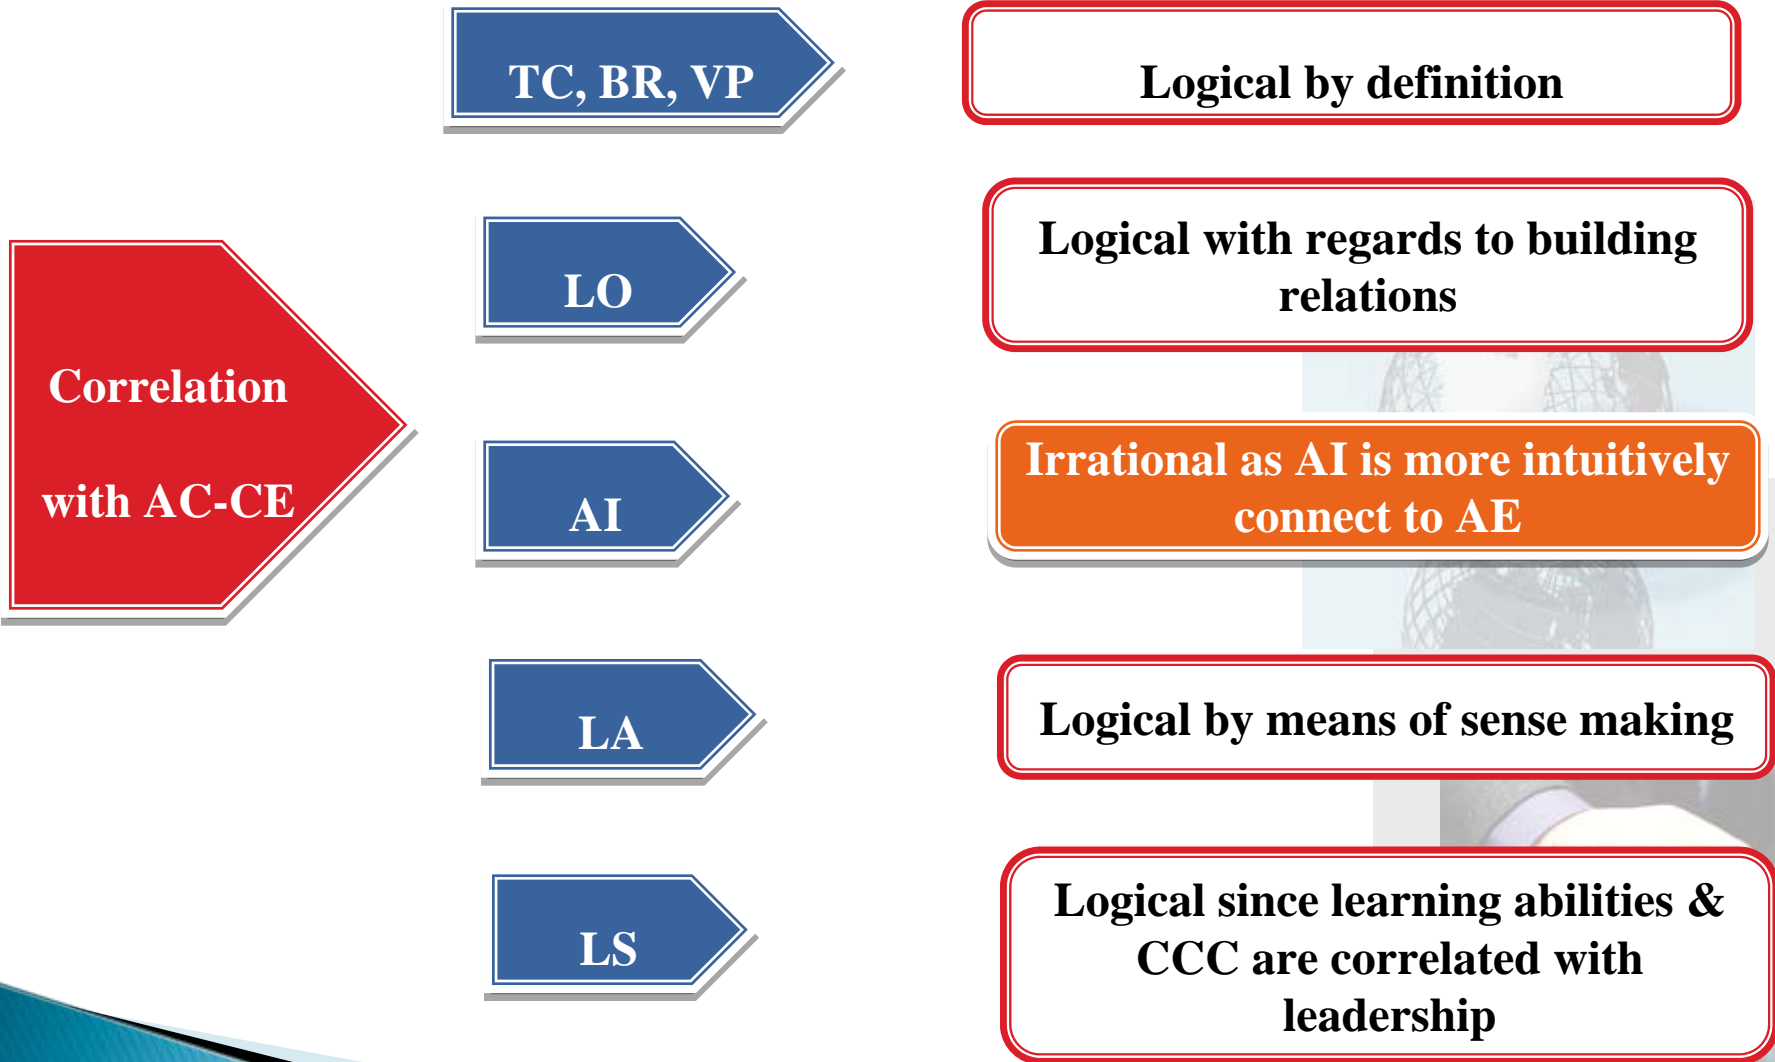 Correlation
with AC-CE
TC, BR, VP
Logical by definition
LO
Logical with regards to building
relations
AI
Irrational as AI is more intuitively
connect to AE
LA
Logical by means of sense making
LS
Logical since learning abilities &
CCC are correlated with
leadership